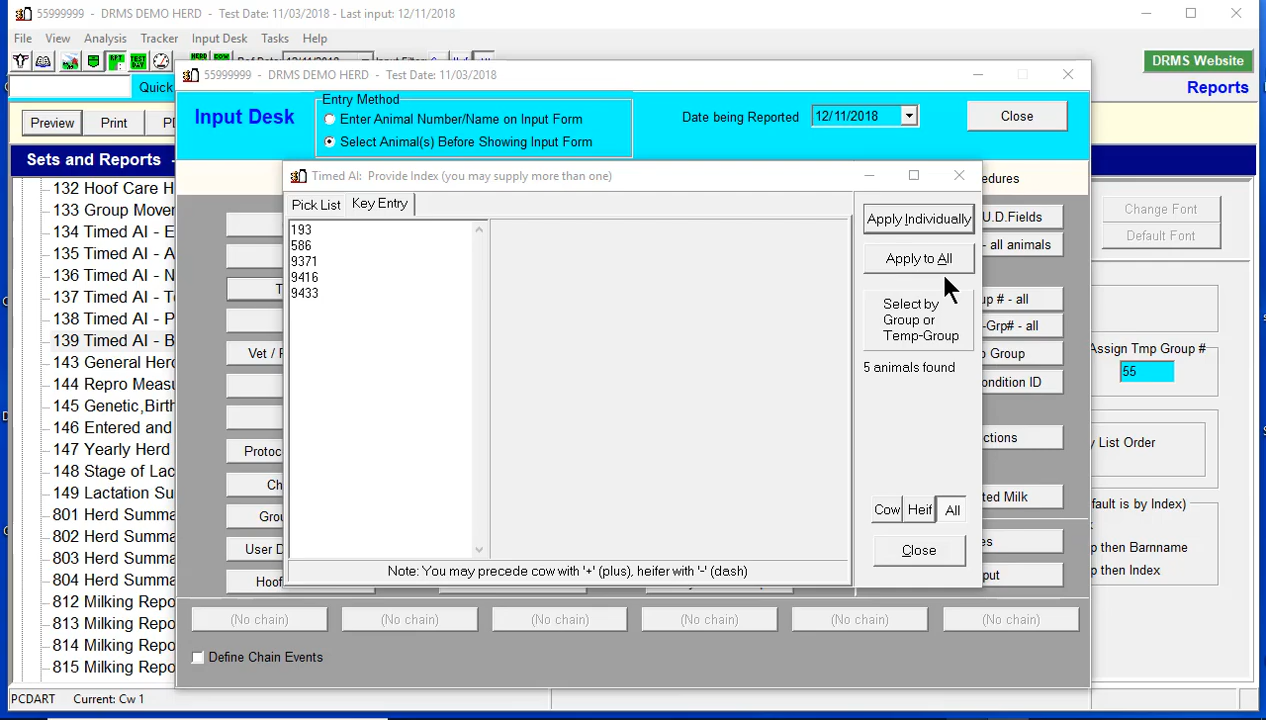 55999999 - DRMS DEMO HERD - Test Date: 11/03/2018 - Last input: 12/11/2018
File View Analysis Tracker Input Desk Tasks Help
DRMS Website
Quick
Reports
Preview Print
Sets and Reports -
132 Hoof Care H
133 Group Mover
134 Timed AI - E
135 Timed AI - A
136 Timed AI - N
137 Timed AI - T
138 Timed AI - P
139 Timed AI - B
143 General Herd
144 Repro Measu
145 Genetic,Birth
146 Entered and
147 Yearly Herd
148 Stage of Lac
149 Lactation Su
801 Herd Summa
802 Herd Summa
803 Herd Summa
804 Herd Summa
812 Milking Repo
813 Milking Repo
814 Milking Repo
815 Milking Repo
PCDART Current: Cw 1
55999999 - DRMS DEMO HERD - Test Date: 11/03/2018
Input Desk
Entry Method
Enter Animal Number/Name on Input Form
Select Animal(s) Before Showing Input Form
Date being Reported 12/11/2018
Close
Vet /
Protoc
Ch
Grou
User D
Hoof
Timed AI: Provide Index (you may supply more than one)
Pick List Key Entry
193
586
9371
9416
9433
Apply Individually
Apply to All
Select by
Group or
Temp-Group
5 animals found
Cow Heif All
Close
Note: You may precede cow with '+' (plus), heifer with '-' (dash)
edures
U.D.Fields
- all animals
up # - all
-Grp# - all
o Group
ondition ID
ctions
ted Milk
es
put
(No chain) (No chain) (No chain) (No chain) (No chain) (No chain)
Define Chain Events
Change Font
Default Font
Assign Tmp Group #
55
y List Order
fault is by Index)
p then Barnname
p then Index